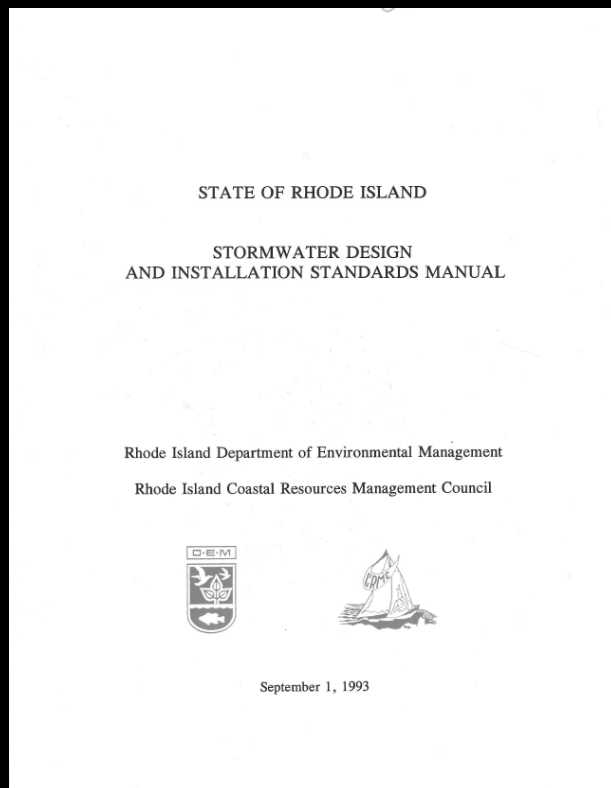 STATE OF RHODE ISLAND
STORMWATER DESIGN
AND INSTALLATION STANDARDS MANUAL
Rhode Island Department of Environmental Management
Rhode Island Coastal Resources Management Council
D·E·M
CRMC
September 1, 1993